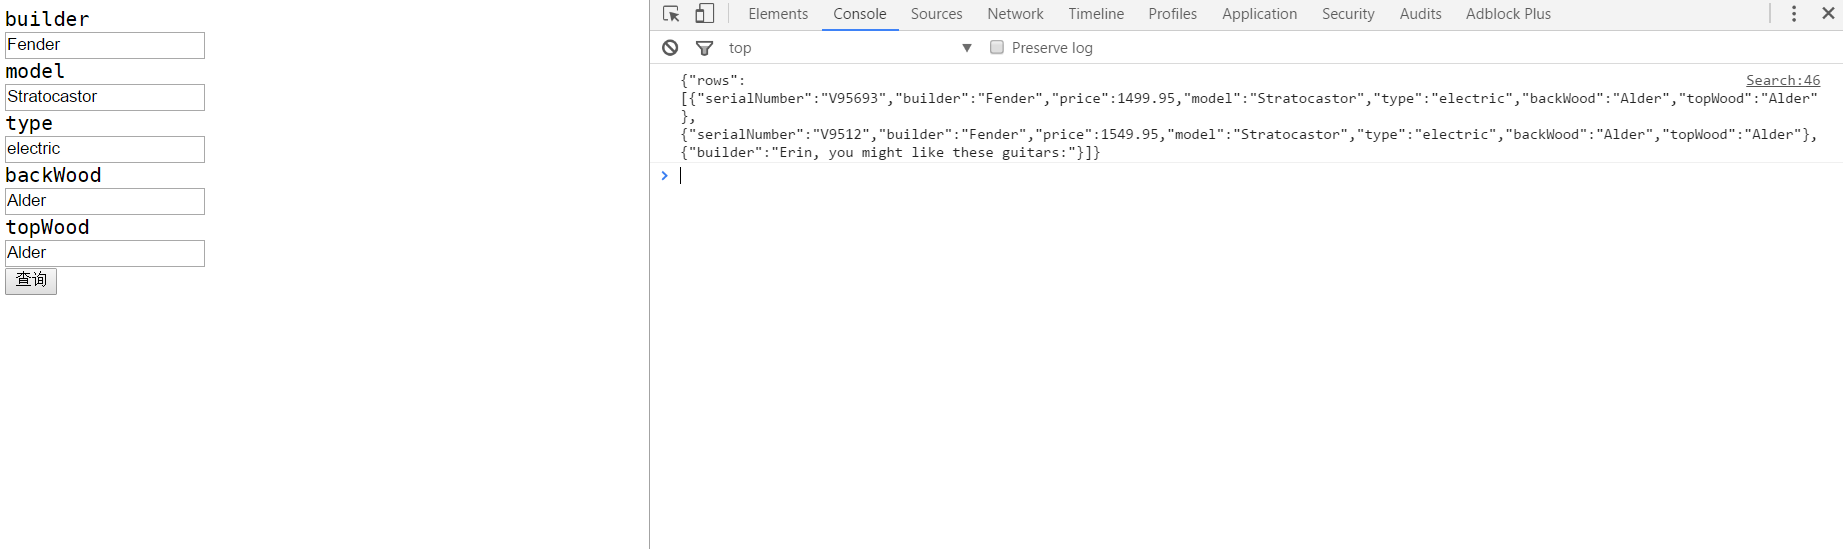 builder
Fender
model
Stratocastor
type
electric
backWood
Alder
topWood
Alder
查询
Elements Console Sources Network Timeline Profiles Application Security Audits Adblock Plus
top ▼ Preserve log
{"rows": Search:46
[{"serialNumber":"V95693","builder":"Fender","price":1499.95,"model":"Stratocastor","type":"electric","backWood":"Alder","topWood":"Alder"
},
{"serialNumber":"V9512","builder":"Fender","price":1549.95,"model":"Stratocastor","type":"electric","backWood":"Alder","topWood":"Alder"},
{"builder":"Erin, you might like these guitars:"}]}